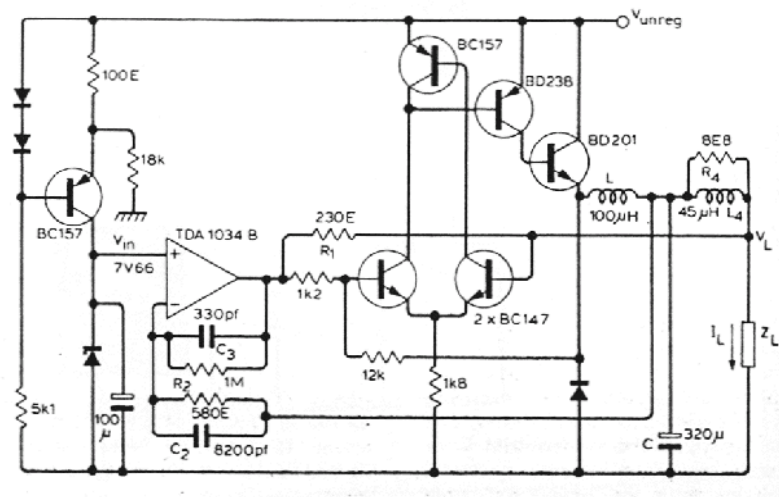 Vunreg
BC157
100E
BD238
BD201
8E8
R4
18k
L
100μH
45μH L4
BC157
TDA 1034 B
Vin
7V66
230E
R1
VL
1k2
2 x BC147
330pf
C3
IL
ZL
12k
R2
1M
1k8
580E
5k1
100μ
C2
8200pf
C
320μ